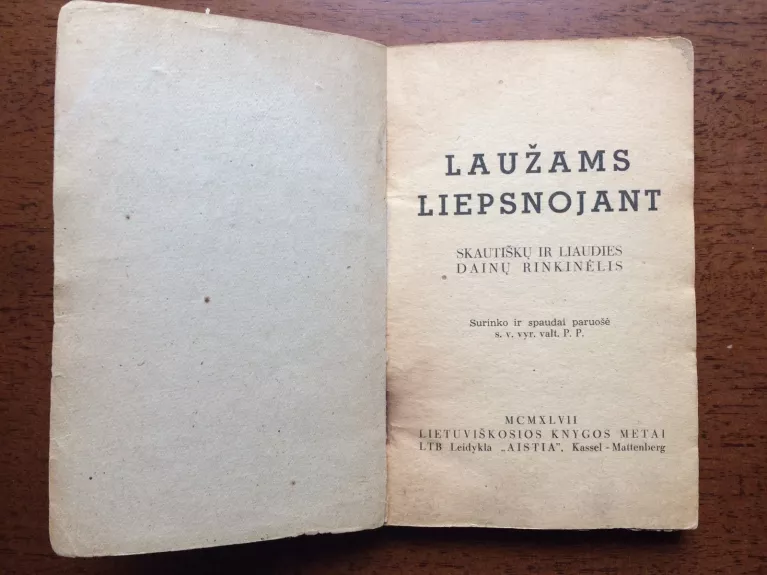 LAUŽAMS
LIEPSNOJANT
SKAUTIŠKŲ IR LIAUDIES
DAINŲ RINKINĖLIS
Surinko ir spaudai paruošė
s. v. vyr. valt. P. P.
MCMXLVII
LIETUVIŠKOSIOS KNYGOS METAI
LTB Leidykla „AISTIA", Kassel - Mattenberg